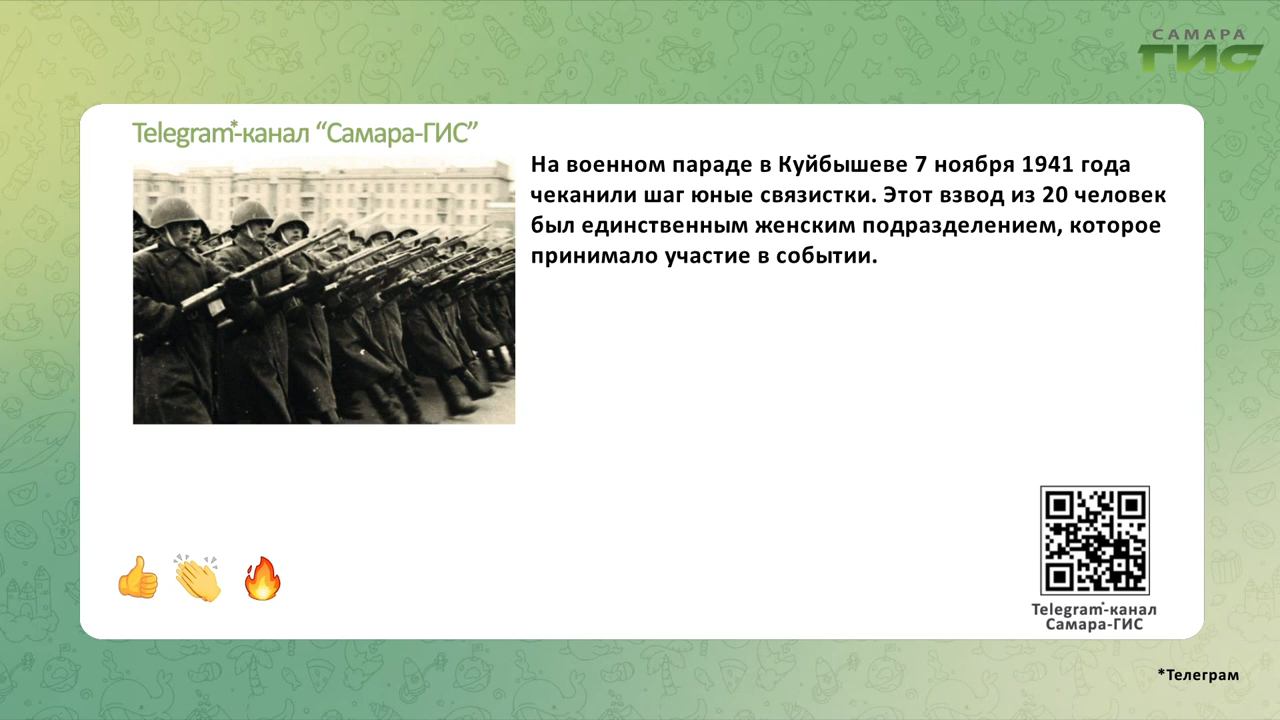 САМАРА
ГИС
Telegram*-канал “Самара-ГИС”
На военном параде в Куйбышеве 7 ноября 1941 года
чеканили шаг юные связистки. Этот взвод из 20 человек
был единственным женским подразделением, которое
принимало участие в событии.
Telegram*-канал
Самара-ГИС
*Телеграм